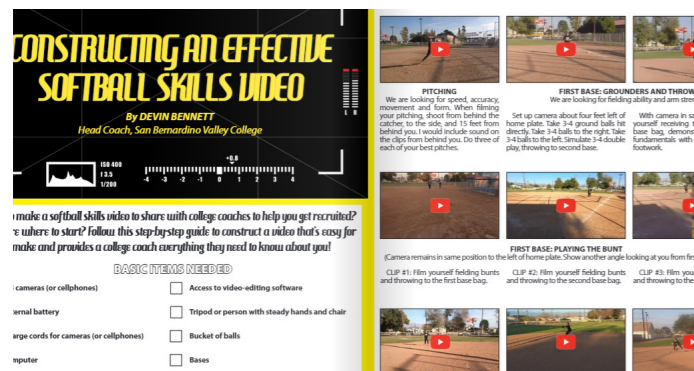 CONSTRUCTING AN EFFECTIVE
SOFTBALL SKILLS VIDEO
By DEVIN BENNETT
Head Coach, San Bernardino Valley College
ISO 400
f 3.5
1/200
+0.8
-4 -3 -2 -1 0 1 2 3 4
L R
make a softball skills video to share with college coaches to help you get recruited?
where to start? Follow this step-by-step guide to construct a video that's easy for
make and provides a college coach everything they need to know about you!
BASIC ITEMS NEEDED
cameras (or cellphones)
Access to video-editing software
battery
Tripod or person with steady hands and chair
cords for cameras (or cellphones)
Bucket of balls
Bases
PITCHING
We are looking for speed, accuracy,
movement and form. When filming
your pitching, shoot from behind the
catcher, to the side, and 15 feet from
behind you. I would include sound on
the clips from behind you. Do three of
each of your best pitches.
FIRST BASE: GROUNDERS AND
We are looking for fielding ability and arm
Set up camera about four feet left of
home plate. Take 3-4 ground balls hit
directly. Take 3-4 balls to the right. Take
3-4 balls to the left. Simulate 3-4 double
play, throwing to second base.
With camera in
yourself receiving
base bag,
fundamentals with
footwork.
FIRST BASE: PLAYING THE BUNT
(Camera remains in same position to the left of home plate. Show another angle looking at you from
CLIP #1: Film yourself fielding bunts
and throwing to the first base bag.
CLIP #2: Film yourself fielding bunts
and throwing to the second base bag.
CLIP #3: Film
and throwing to the